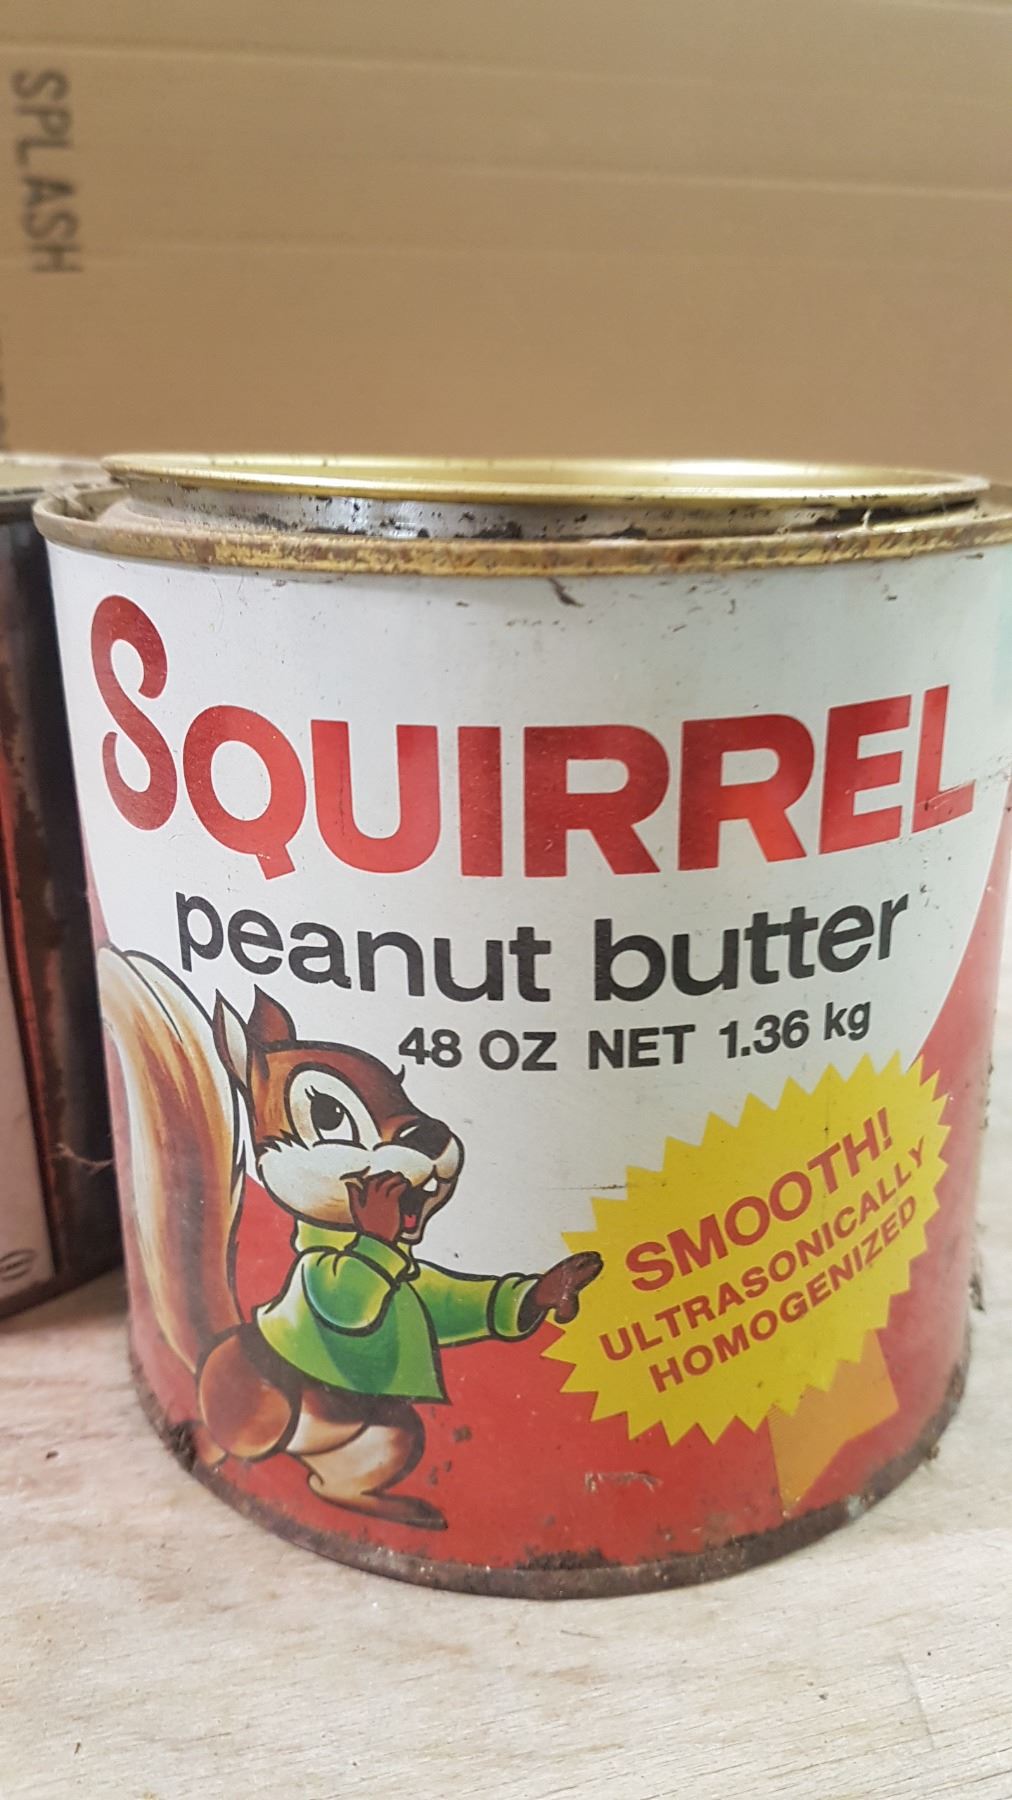 SPLASH
SQUIRREL
peanut butter
48 OZ NET 1.36 kg
SMOOTH!
ULTRASONICALLY
HOMOGENIZED